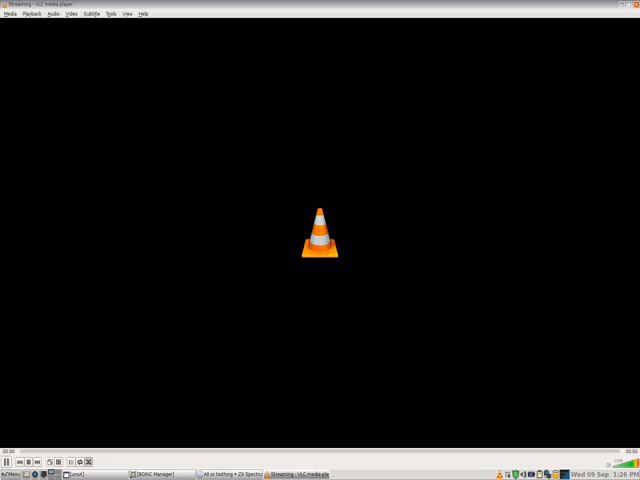 Streaming - VLC media player
Media Playback Audio Video Subtitle Tools View Help
00:00 00:00
Menu [BOINC Manager] All or Nothing • ZX Spectru Streaming - VLC media pla Wed 09 Sep 1:26 PM